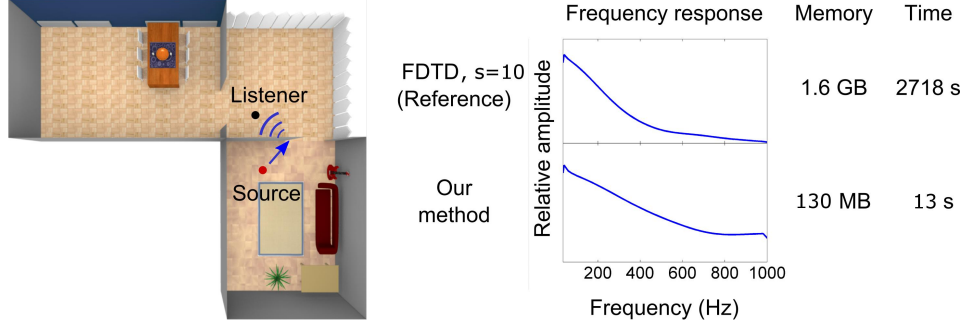 Listener
Source
Frequency response Memory Time
FDTD, s=10
(Reference)
1.6 GB 2718 s
Relative amplitude
Our
method
130 MB 13 s
200 400 600 800 1000
Frequency (Hz)